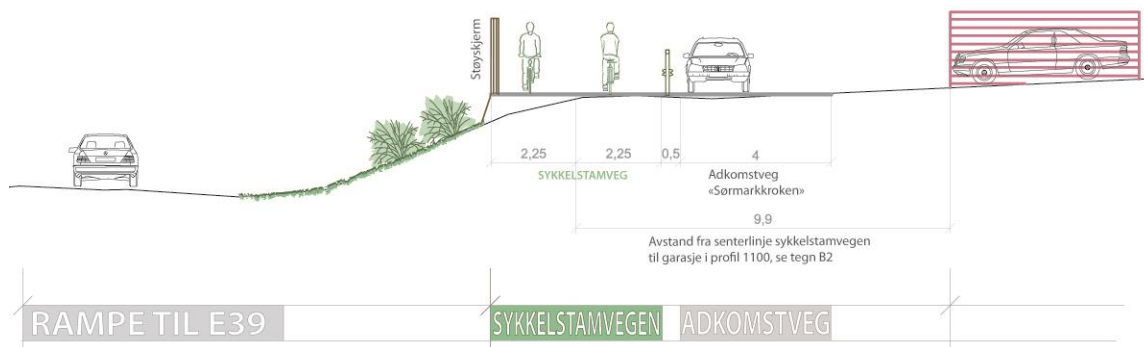 Støyskjerm
2,25 2,25 0,5 4
SYKKELSTAMVEG
Adkomstveg
«Sørmarkkroken»
9,9
Avstand fra senterlinje sykkelstamvegen
til garasje i profil 1100, se tegn B2
RAMPE TIL E39 SYKKELSTAMVEGEN ADKOMSTVEG